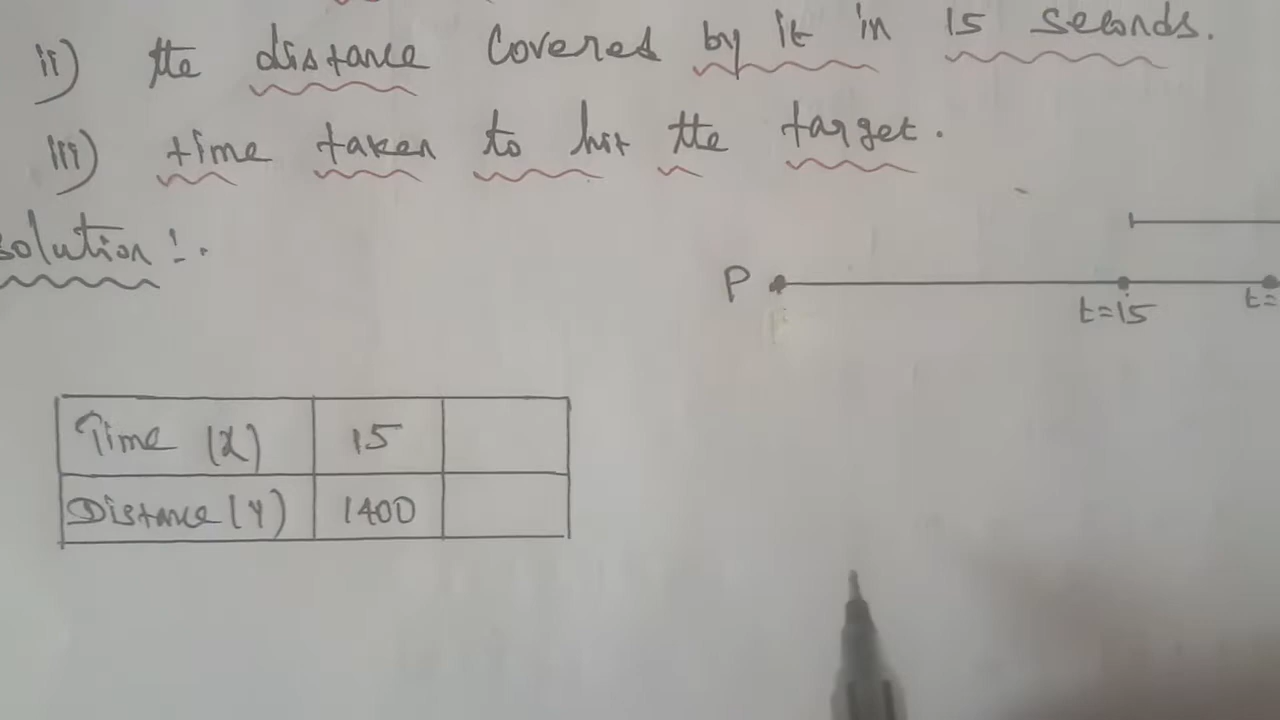 ii) the distance covered by it in 15 seconds.
iii) time taken to hit the target.
solution :.
P
t=15
t=
Time (x) 15
Distance (y) 1400